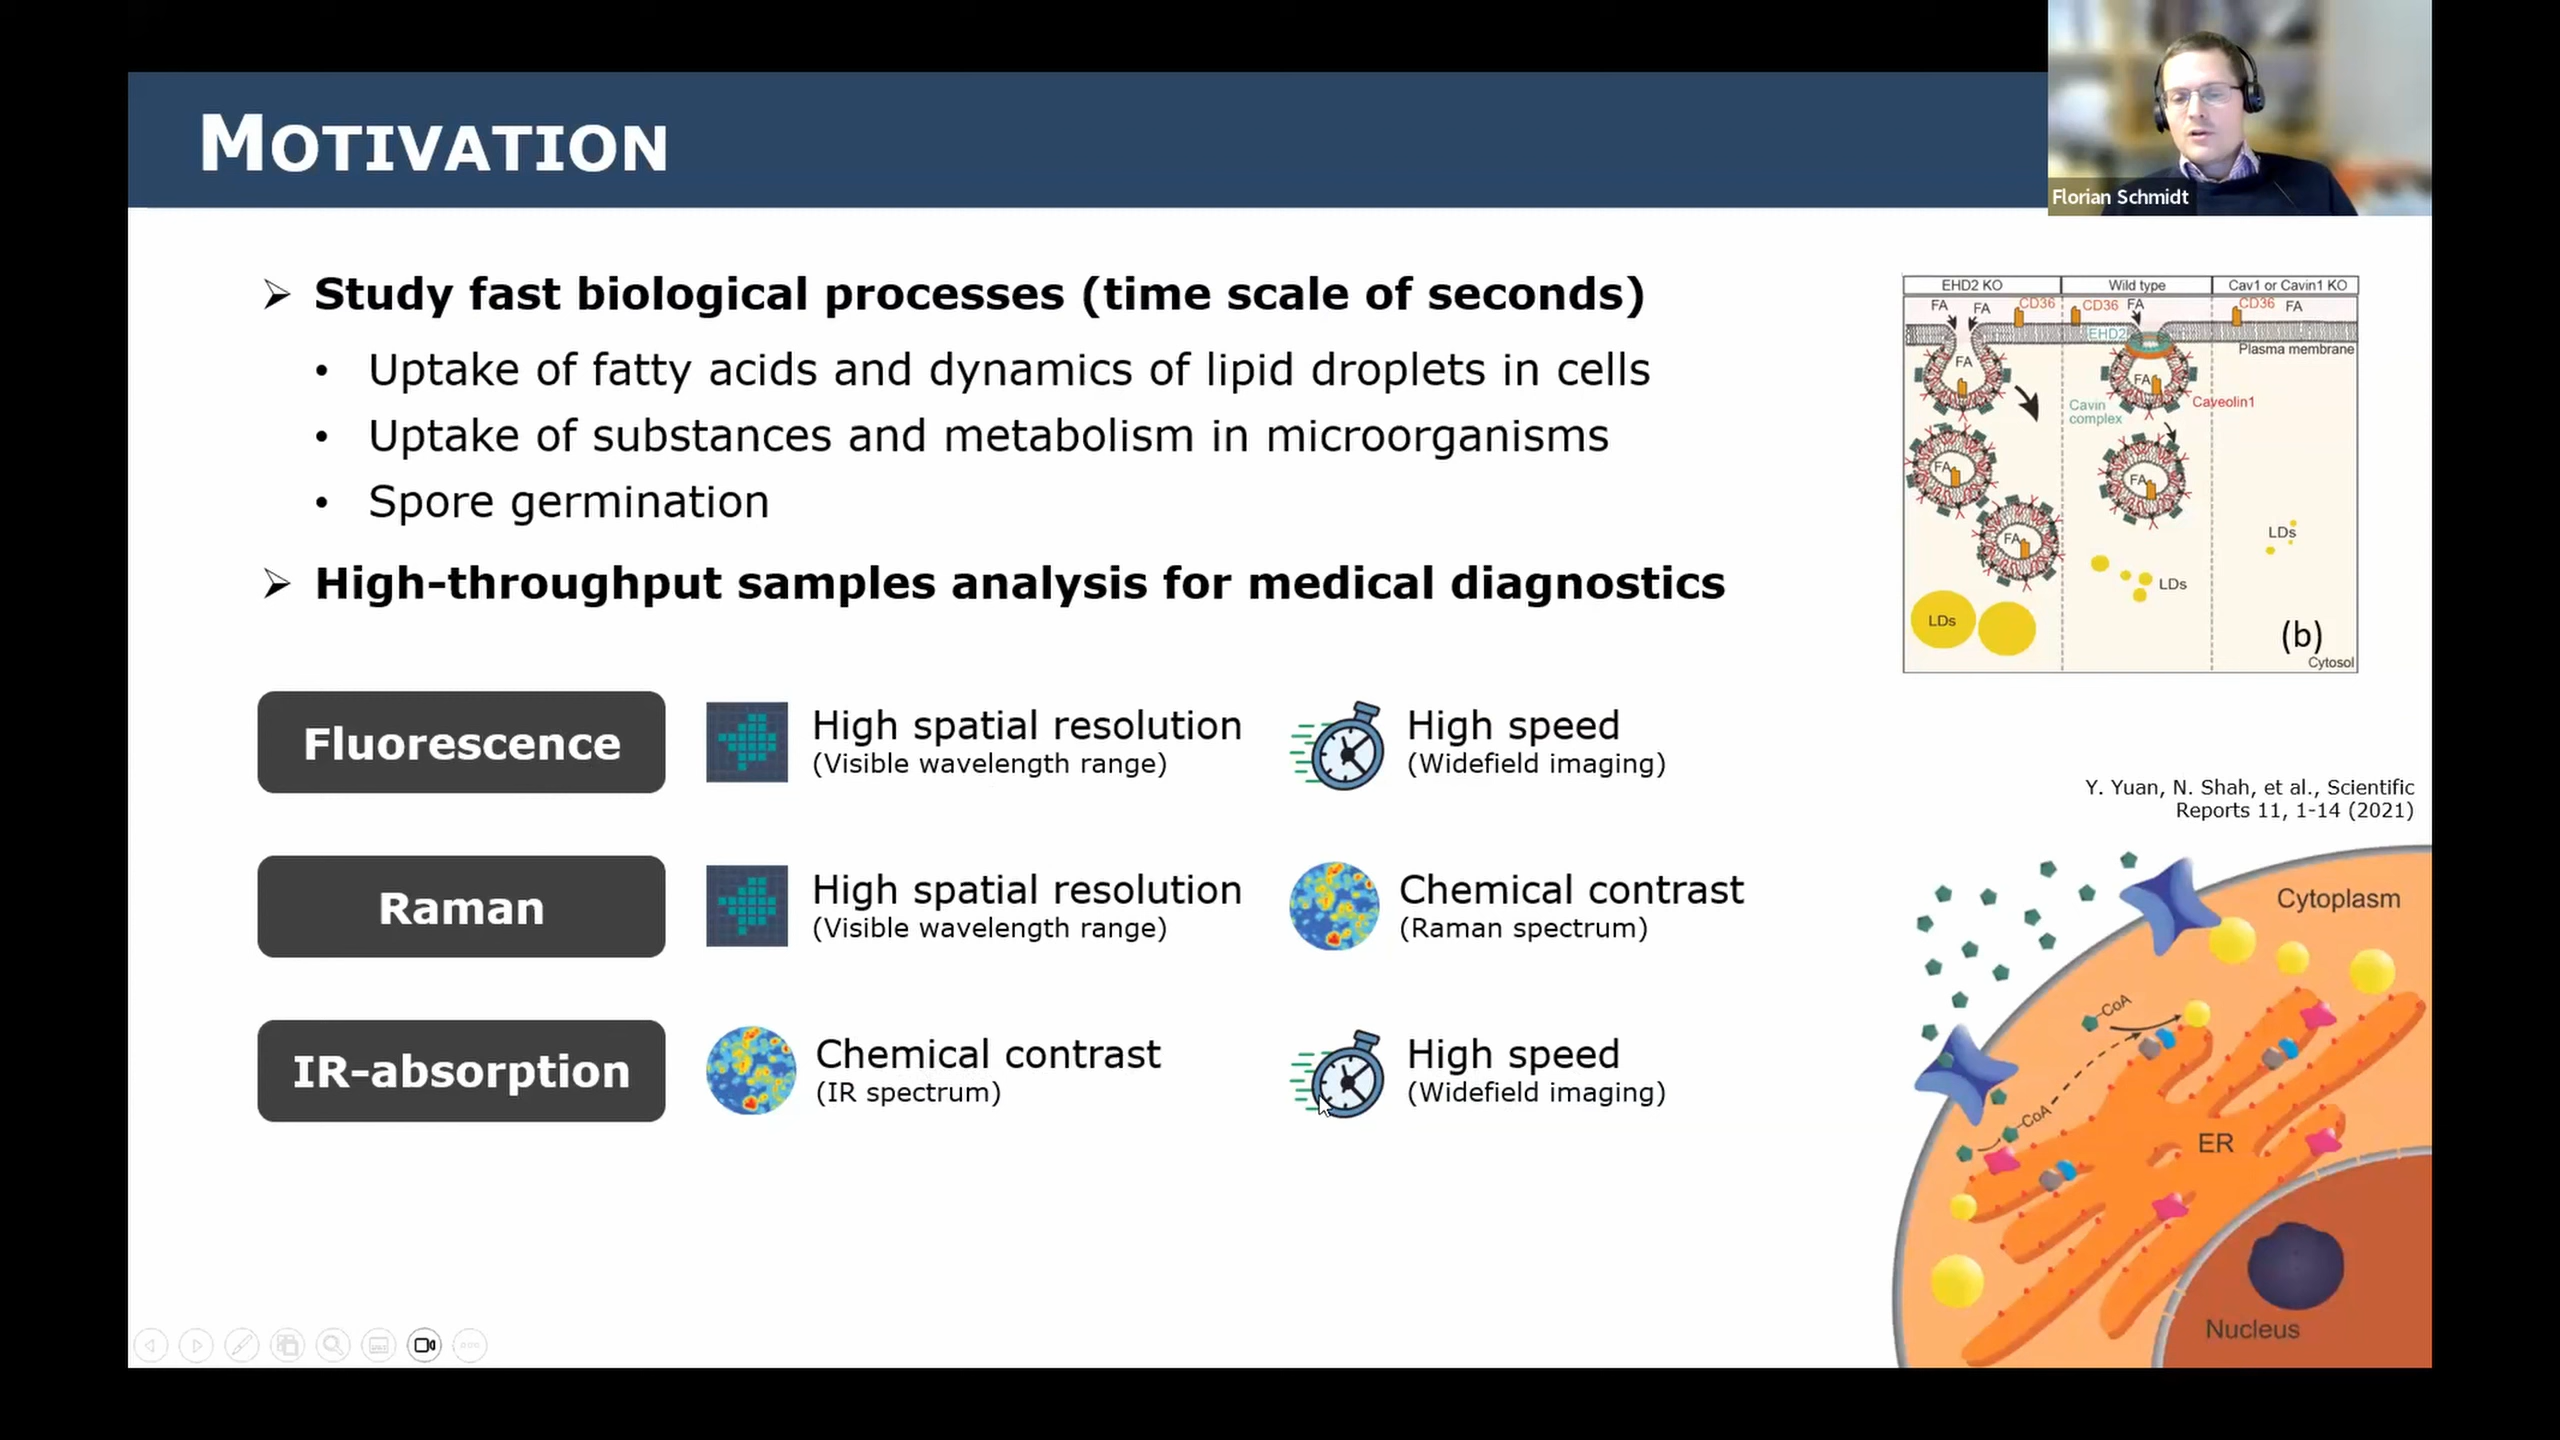 MOTIVATION
Florian Schmidt
➢ Study fast biological processes (time scale of seconds)
• Uptake of fatty acids and dynamics of lipid droplets in cells
• Uptake of substances and metabolism in microorganisms
• Spore germination
➢ High-throughput samples analysis for medical diagnostics
Fluorescence
High spatial resolution
(Visible wavelength range)
High speed
(Widefield imaging)
Raman
High spatial resolution
(Visible wavelength range)
Chemical contrast
(Raman spectrum)
IR-absorption
Chemical contrast
(IR spectrum)
High speed
(Widefield imaging)
EHD2 KO
Wild type
Cav1 or Cavin1 KO
FA
FA
CD36
CD36
FA
CD36
FA
EHD2
Plasma membrane
FA
FA
Cavin
complex
Caveolin1
FA
FA
FA
LDs
LDs
LDs
(b)
Cytosol
Y. Yuan, N. Shah, et al., Scientific
Reports 11, 1-14 (2021)
Cytoplasm
CoA
CoA
ER
Nucleus